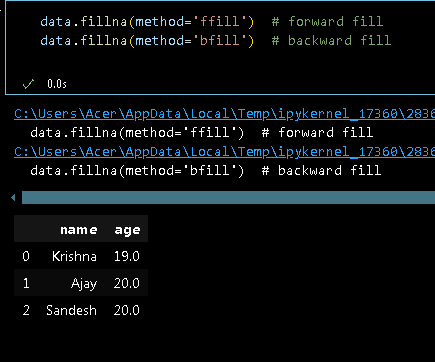 data.fillna(method='ffill')  # forward fill
data.fillna(method='bfill')  # backward fill
✓ 0.0s
C:\Users\Acer\AppData\Local\Temp\ipykernel_17360\2836
data.fillna(method='ffill')  # forward fill
C:\Users\Acer\AppData\Local\Temp\ipykernel_17360\2836
data.fillna(method='bfill')  # backward fill
name age
0 Krishna 19.0
1 Ajay 20.0
2 Sandesh 20.0